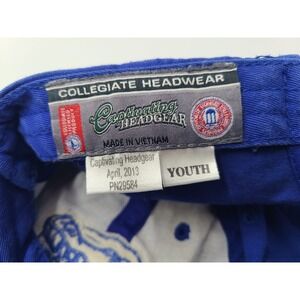 COLLEGIATE HEADWEAR
Captivating
HEADGEAR
MADE IN VIETNAM
Captivating Headgear
April, 2013
PN29584
YOUTH